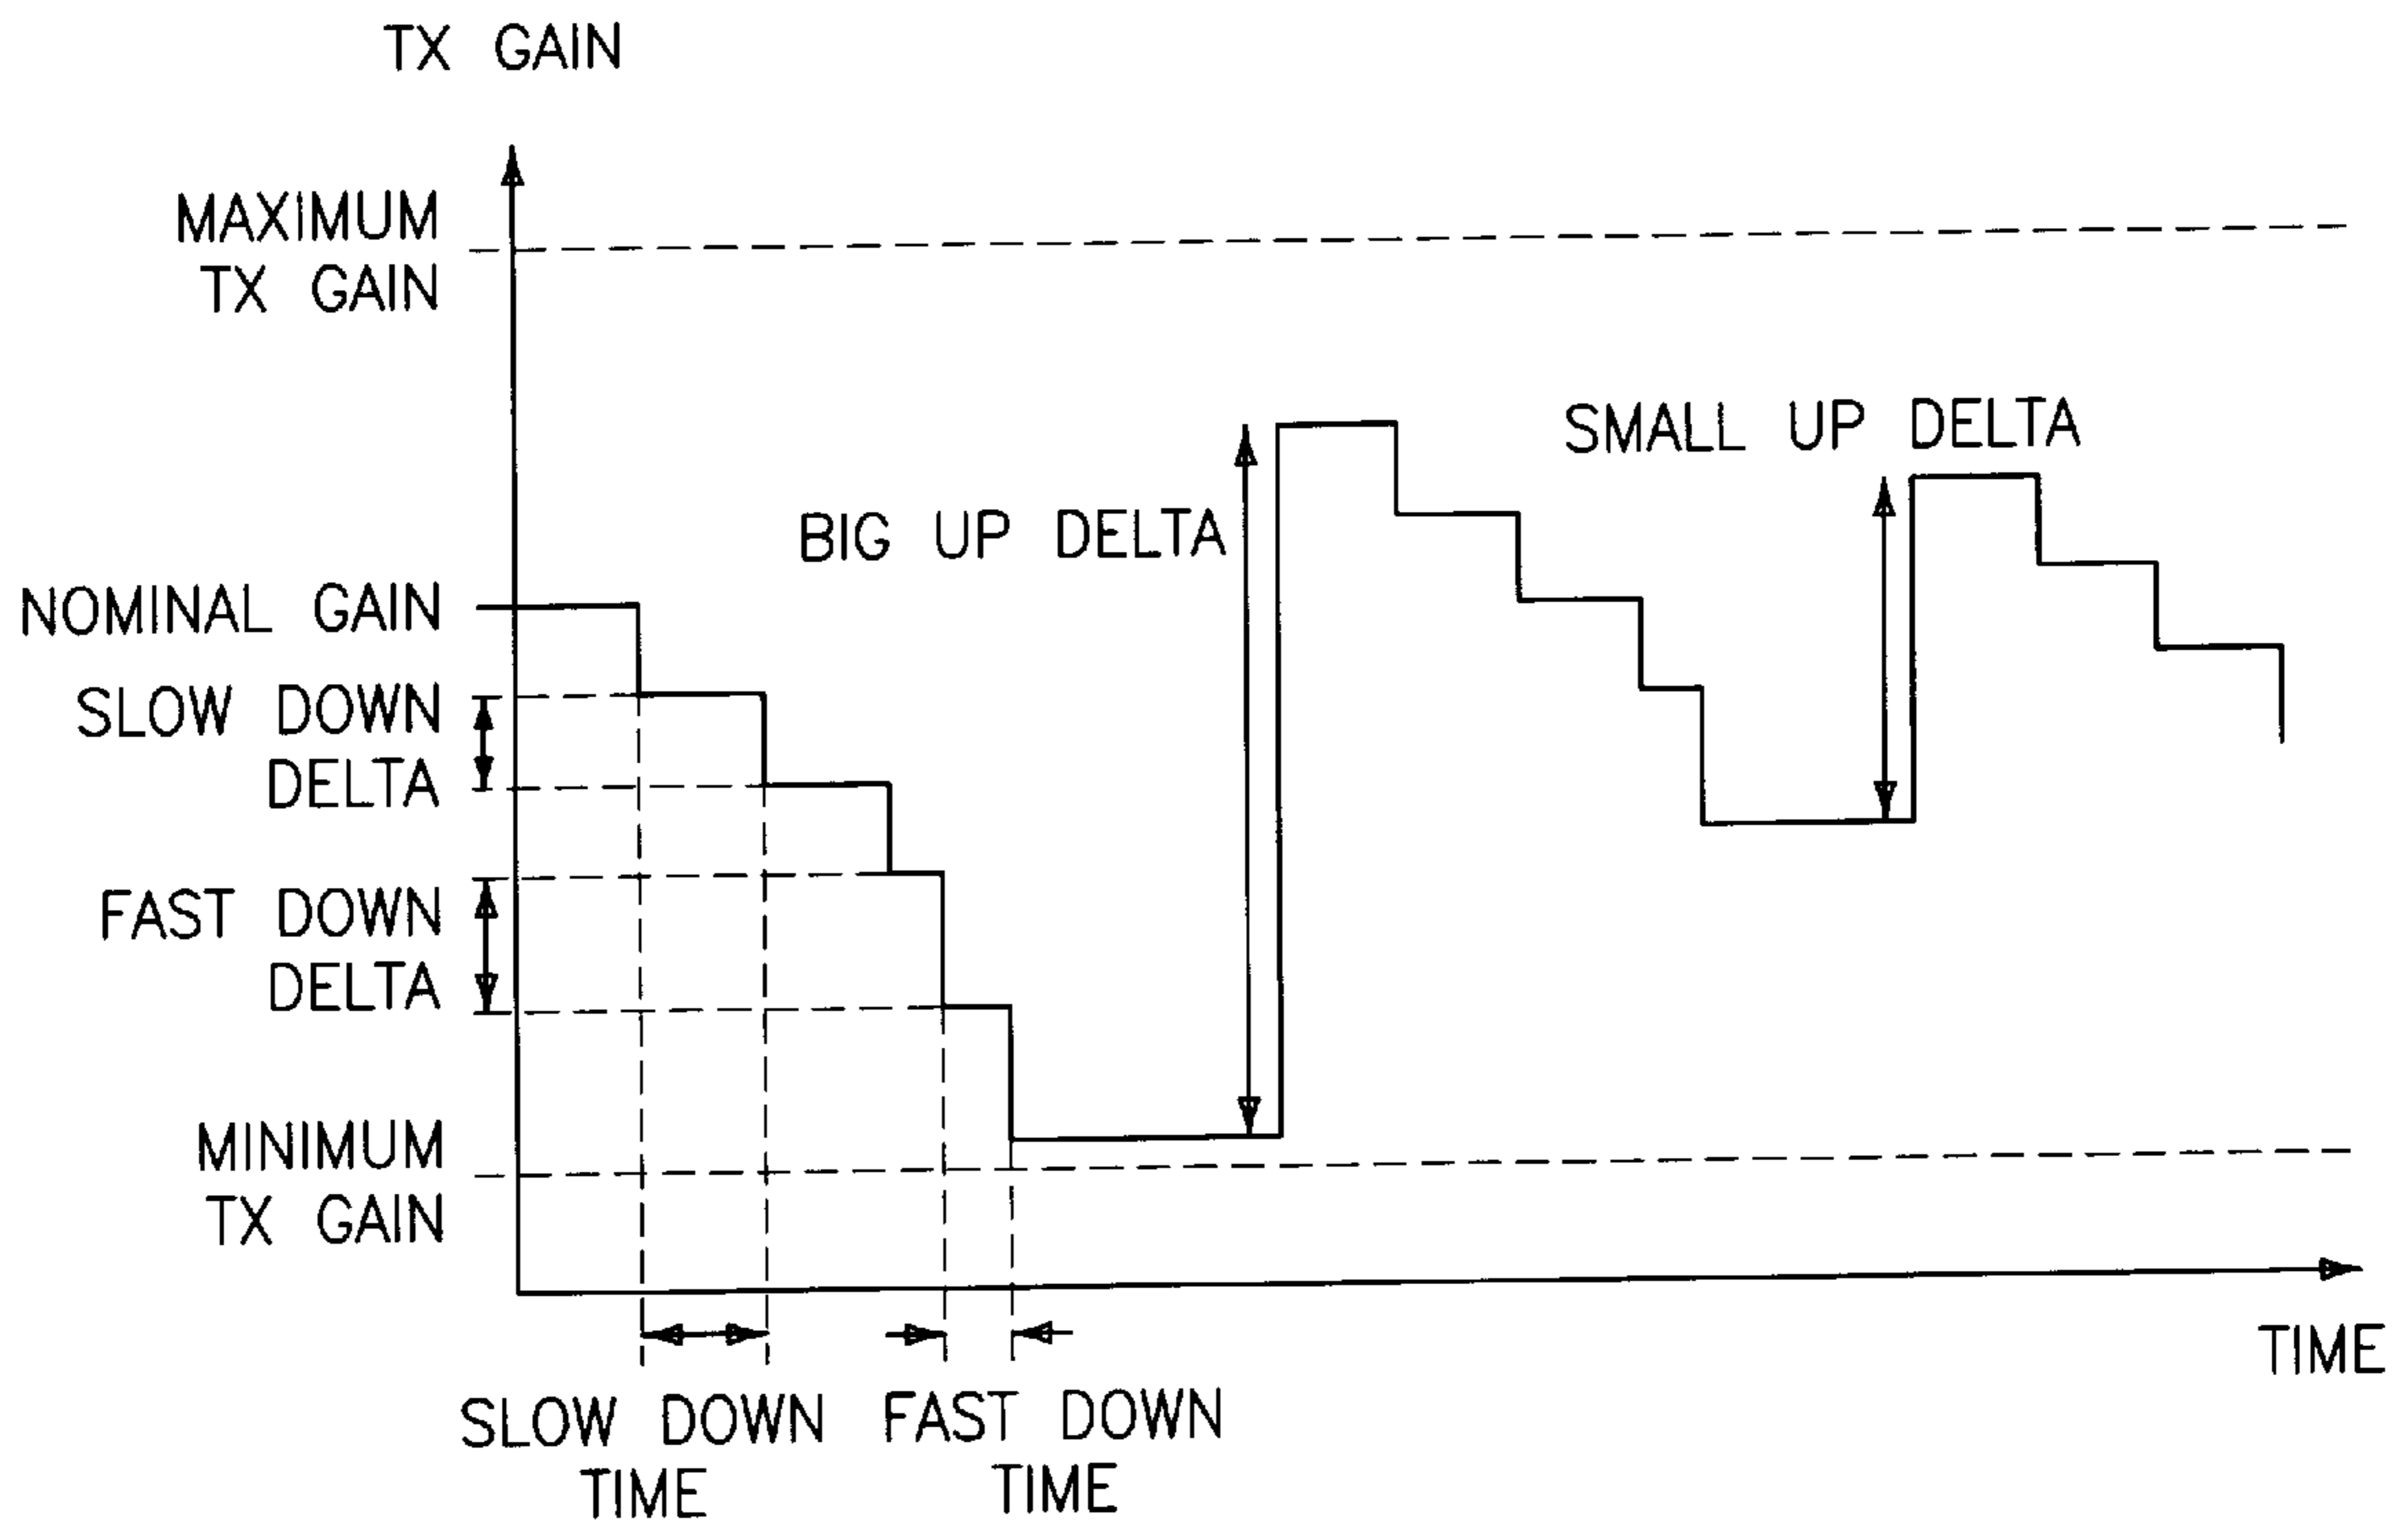 TX GAIN
MAXIMUM
TX GAIN
SMALL UP DELTA
BIG UP DELTA
NOMINAL GAIN
SLOW DOWN
DELTA
FAST DOWN
DELTA
MINIMUM
TX GAIN
TIME
SLOW DOWN
TIME
FAST DOWN
TIME